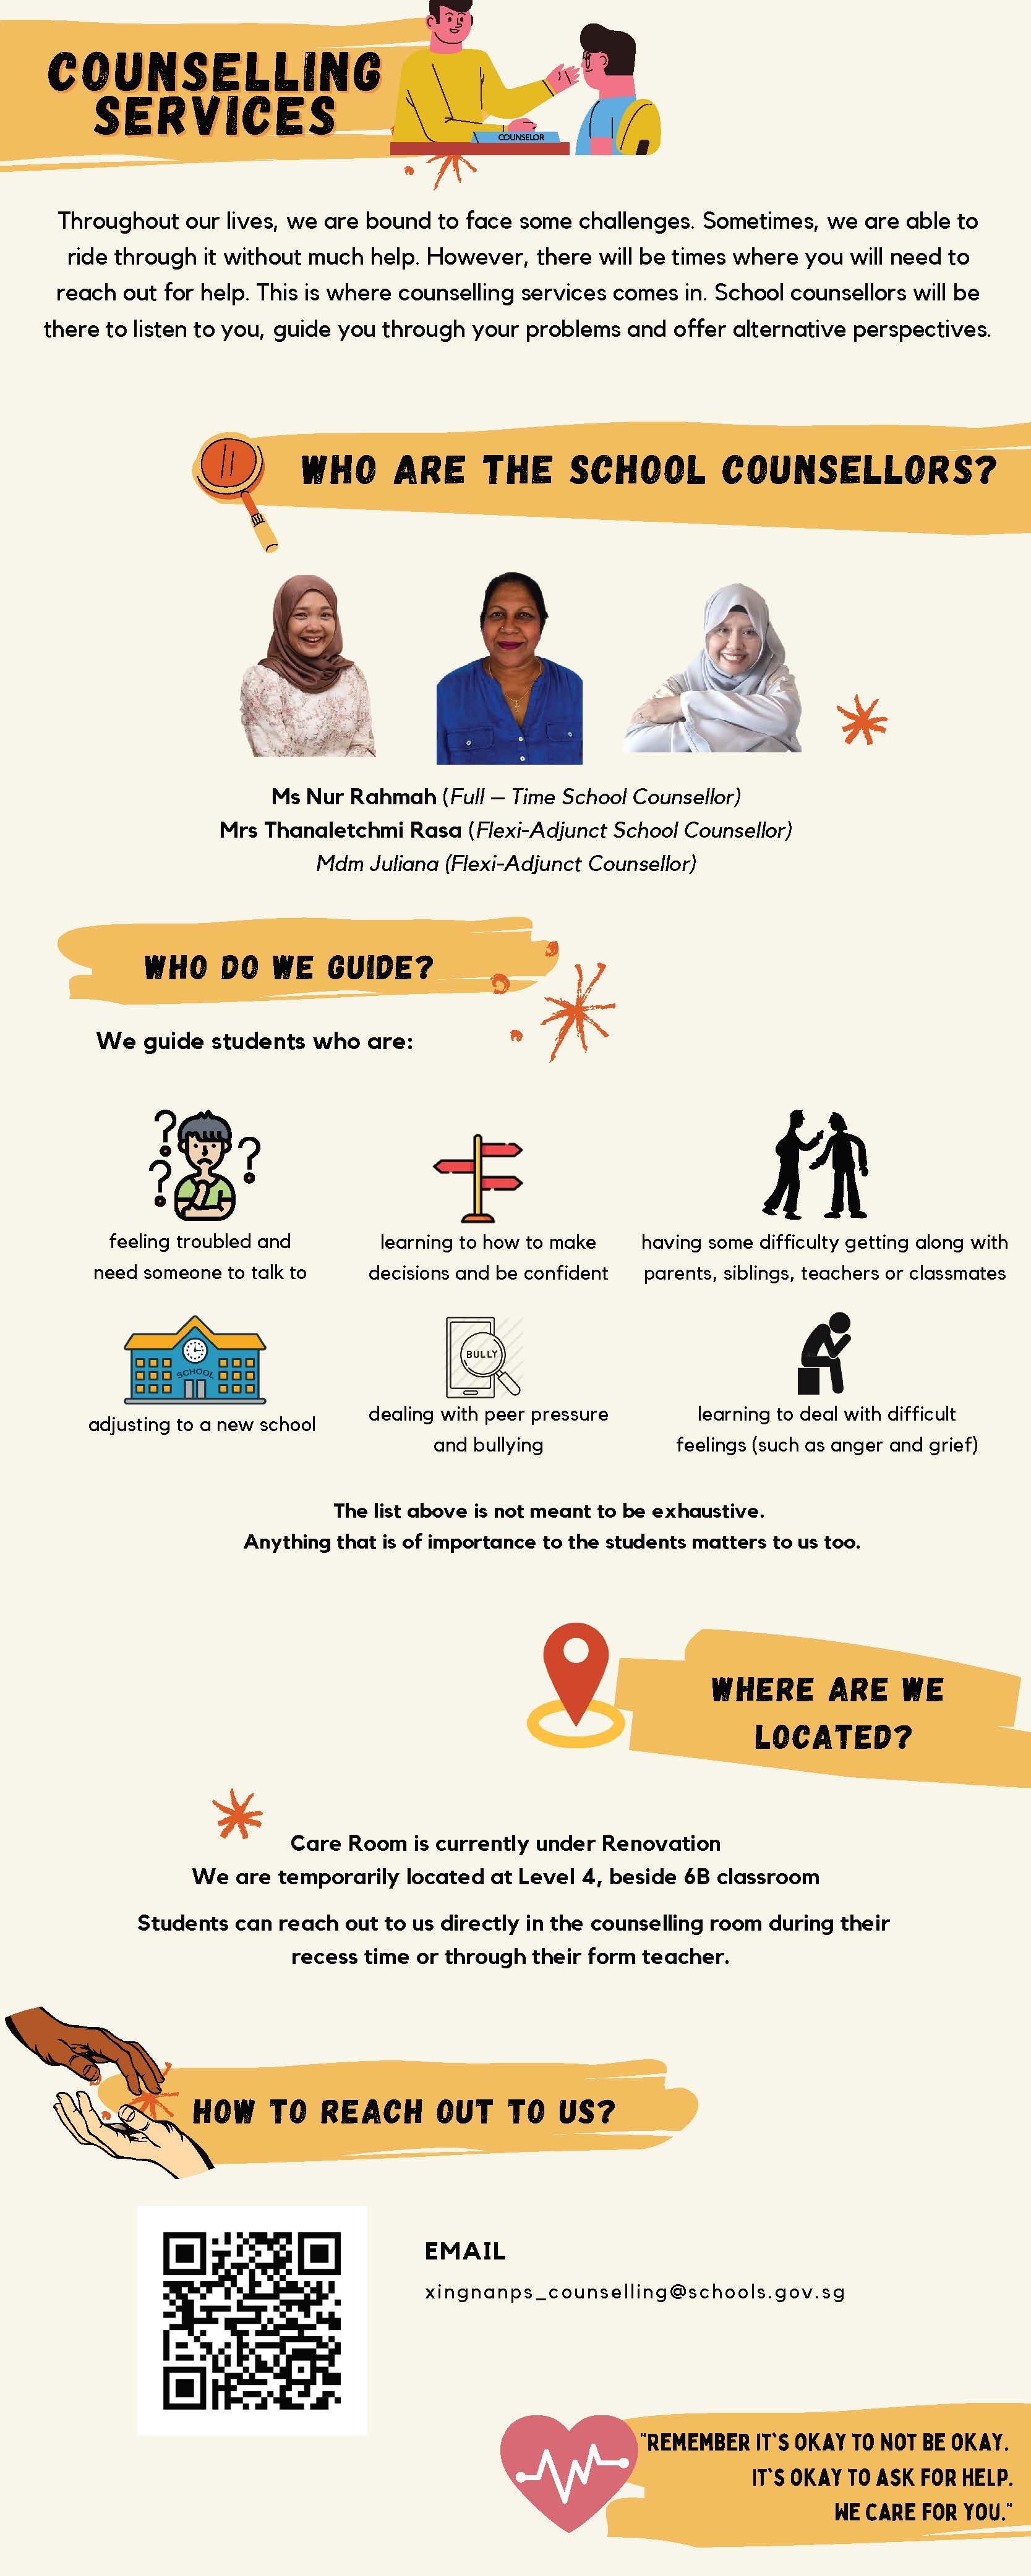 COUNSELLING
SERVICES
COUNSELOR
Throughout our lives, we are bound to face some challenges. Sometimes, we are able to
ride through it without much help. However, there will be times where you will need to
reach out for help. This is where counselling services comes in. School counsellors will be
there to listen to you, guide you through your problems and offer alternative perspectives.
WHO ARE THE SCHOOL COUNSELLORS?
Ms Nur Rahmah (Full – Time School Counsellor)
Mrs Thanaletchmi Rasa (Flexi-Adjunct School Counsellor)
Mdm Juliana (Flexi-Adjunct Counsellor)
WHO DO WE GUIDE?
We guide students who are:
feeling troubled and
need someone to talk to
learning to how to make
decisions and be confident
having some difficulty getting along with
parents, siblings, teachers or classmates
SCHOOL
adjusting to a new school
BULLY
dealing with peer pressure
and bullying
learning to deal with difficult
feelings (such as anger and grief)
The list above is not meant to be exhaustive.
Anything that is of importance to the students matters to us too.
WHERE ARE WE
LOCATED?
Care Room is currently under Renovation
We are temporarily located at Level 4, beside 6B classroom
Students can reach out to us directly in the counselling room during their
recess time or through their form teacher.
HOW TO REACH OUT TO US?
EMAIL
xingnanps_counselling@schools.gov.sg
"REMEMBER IT'S OKAY TO NOT BE OKAY.
IT'S OKAY TO ASK FOR HELP.
WE CARE FOR YOU."